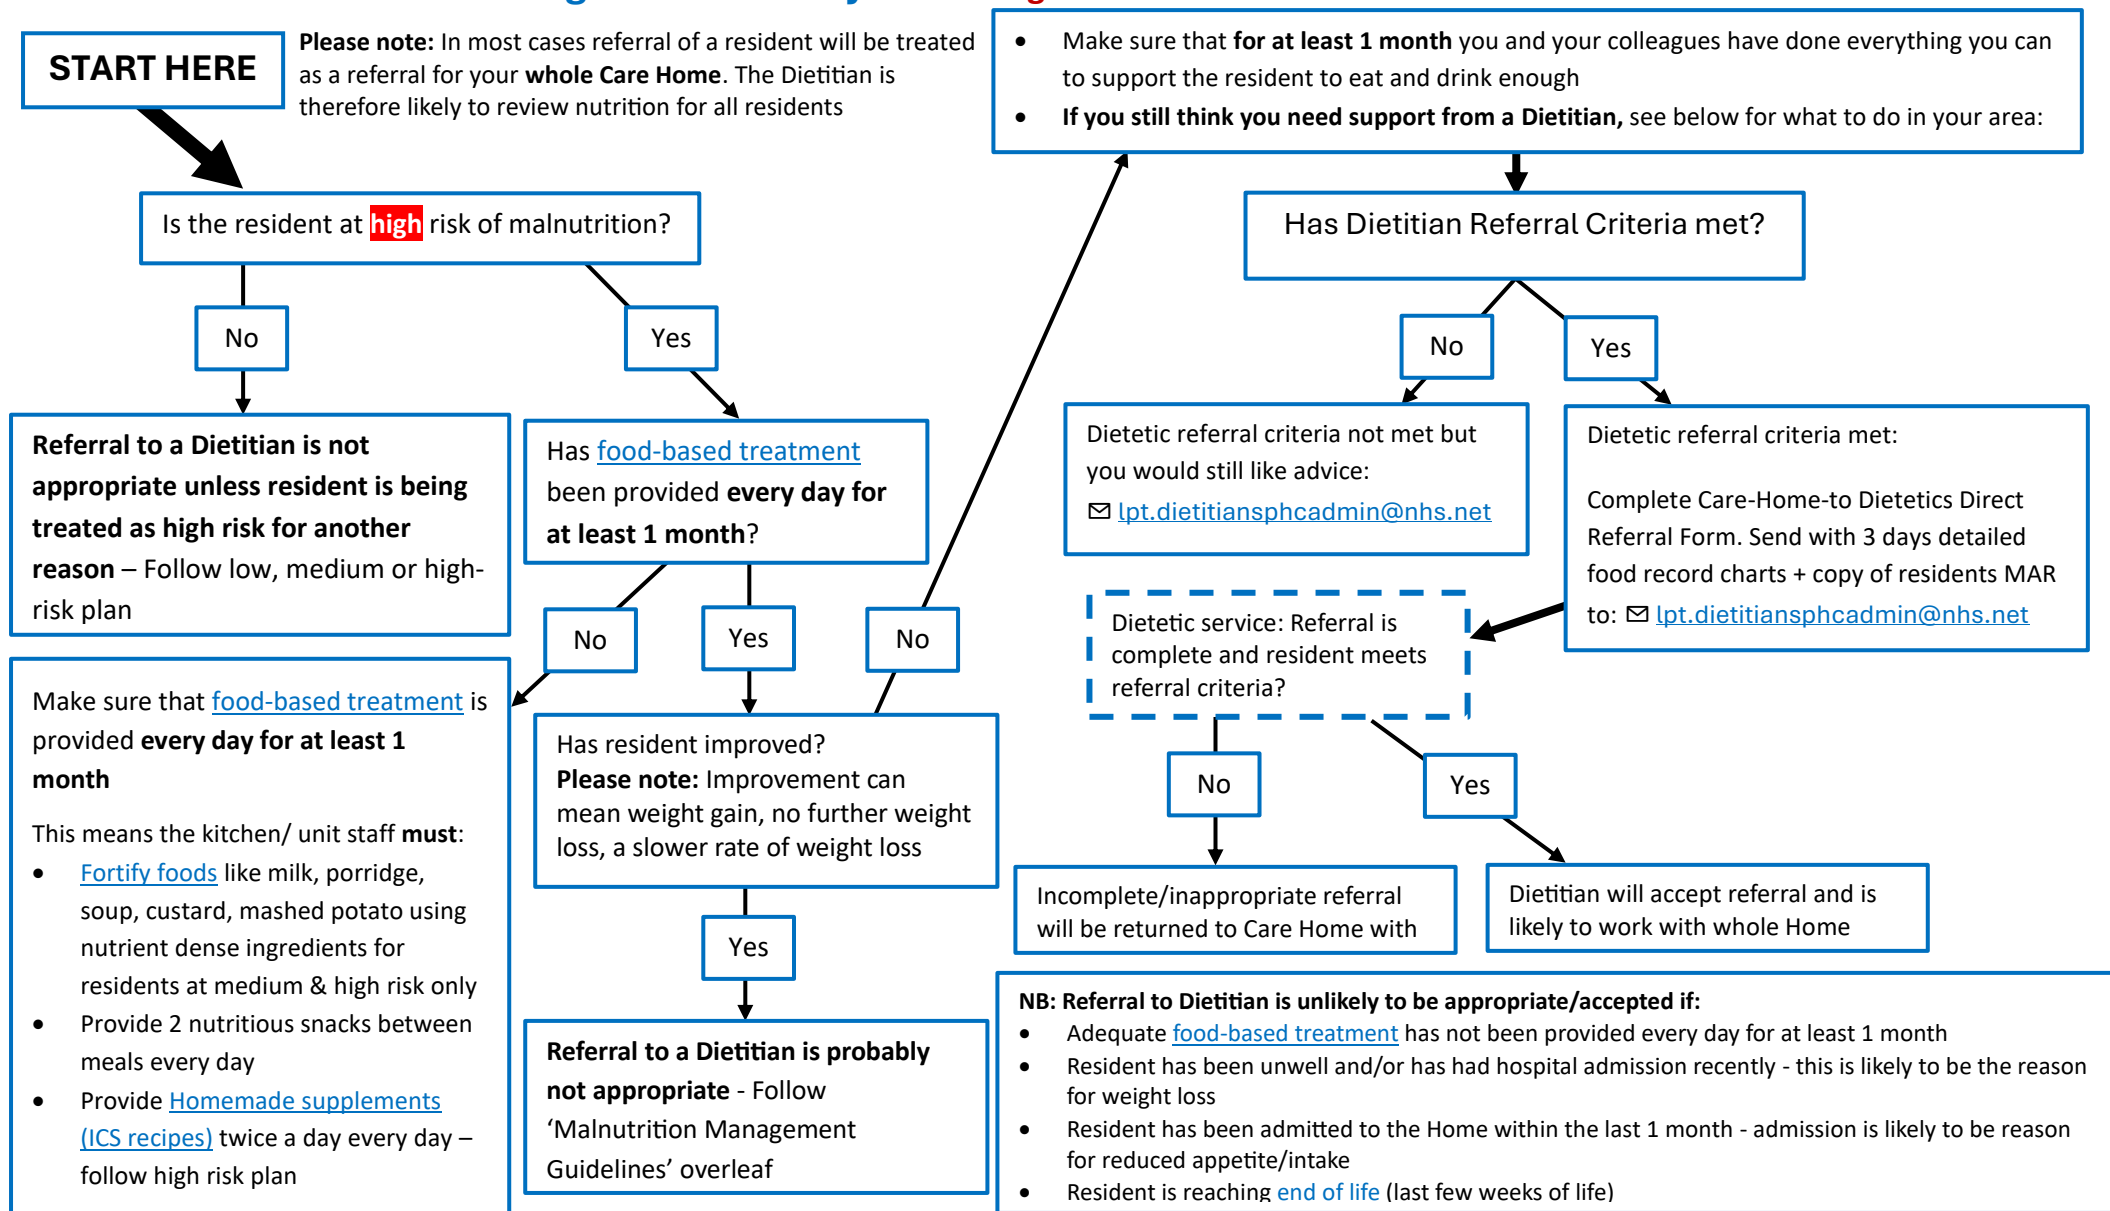 START HERE
Please note: In most cases referral of a resident will be treated
as a referral for your whole Care Home. The Dietitian is
therefore likely to review nutrition for all residents
Is the resident at high risk of malnutrition?
No
Yes
Referral to a Dietitian is not
appropriate unless resident is being
treated as high risk for another
reason – Follow low, medium or high-
risk plan
Has food-based treatment
been provided every day for
at least 1 month?
No
Yes
No
Make sure that food-based treatment is
provided every day for at least 1
month
This means the kitchen/ unit staff must:
• Fortify foods like milk, porridge,
soup, custard, mashed potato using
nutrient dense ingredients for
residents at medium & high risk only
• Provide 2 nutritious snacks between
meals every day
• Provide Homemade supplements
(ICS recipes) twice a day every day –
follow high risk plan
Has resident improved?
Please note: Improvement can
mean weight gain, no further weight
loss, a slower rate of weight loss
Yes
Referral to a Dietitian is probably
not appropriate - Follow
‘Malnutrition Management
Guidelines’ overleaf
• Make sure that for at least 1 month you and your colleagues have done everything you can
to support the resident to eat and drink enough
• If you still think you need support from a Dietitian, see below for what to do in your area:
Has Dietitian Referral Criteria met?
No
Yes
Dietetic referral criteria not met but
you would still like advice:
✉ lpt.dietitiansphcadmin@nhs.net
Dietetic referral criteria met:
Complete Care-Home-to Dietetics Direct
Referral Form. Send with 3 days detailed
food record charts + copy of residents MAR
to: ✉ lpt.dietitiansphcadmin@nhs.net
Dietetic service: Referral is
complete and resident meets
referral criteria?
No
Yes
Incomplete/inappropriate referral
will be returned to Care Home with
Dietitian will accept referral and is
likely to work with whole Home
NB: Referral to Dietitian is unlikely to be appropriate/accepted if:
• Adequate food-based treatment has not been provided every day for at least 1 month
• Resident has been unwell and/or has had hospital admission recently - this is likely to be the reason
for weight loss
• Resident has been admitted to the Home within the last 1 month - admission is likely to be reason
for reduced appetite/intake
• Resident is reaching end of life (last few weeks of life)